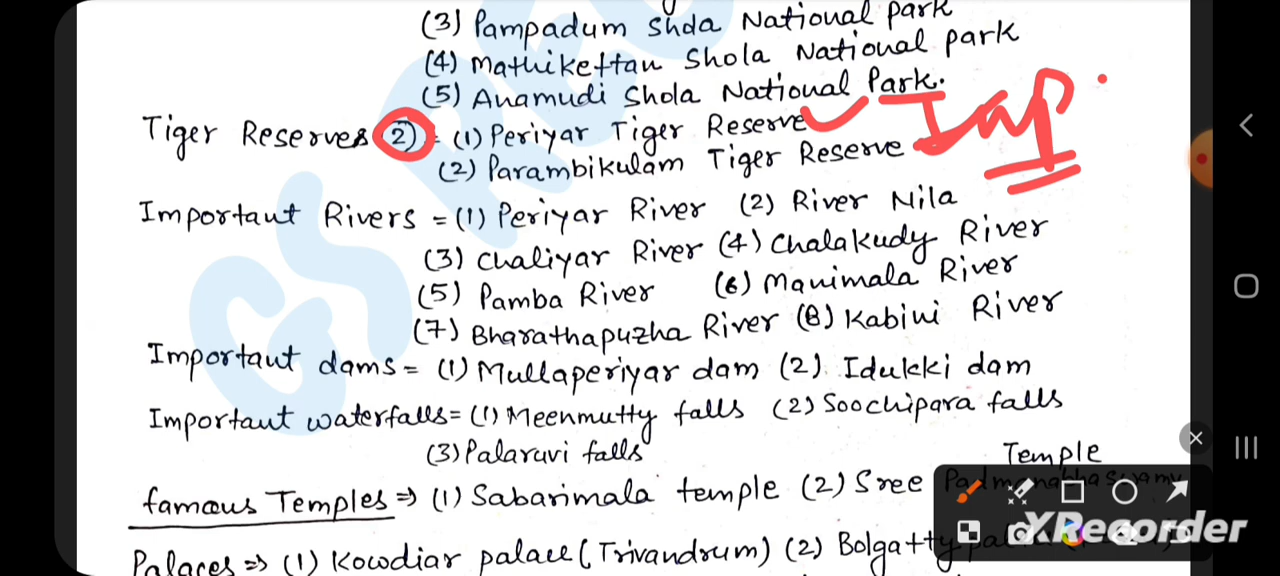 (3) Pampadum Shda National park
(4) Mathikettan Shola National park
(5) Anamudi Shola National Park.
Tiger Reserves (2) = (1) Periyar Tiger Reserve Imp.
(2) Parambikulam Tiger Reserve
Important Rivers = (1) Periyar River (2) River Nila
(3) Chaliyar River (4) Chalakudy River
(5) Pamba River (6) Manimala River
(7) Bharathapuzha River (8) Kabini River
Important dams = (1) Mullaperiyar dam (2). Idukki dam
Important waterfalls = (1) Meenmutty falls (2) Soochipara falls
(3) Palaruvi falls
Temple
famous Temples => (1) Sabarimala temple (2) Sree
Palaces => (1) Kowdiar palace (Trivandrum) (2) Bolgatty
XRecorder